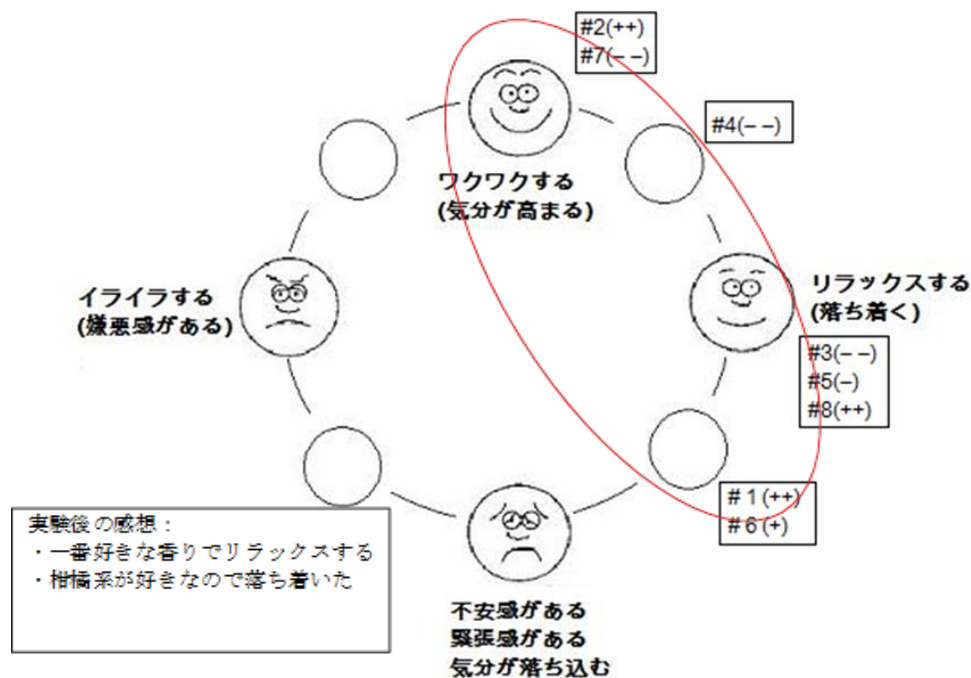 #2(++)
#7(– –)
#4(– –)
ワクワクする
(気分が高まる)
イライラする
(嫌悪感がある)
リラックスする
(落ち着く)
#3(– –)
#5(–)
#8(++)
# 1 (++)
# 6 (+)
実験後の感想：
・一番好きな香りでリラックスする
・柑橘系が好きなので落ち着いた
不安感がある
緊張感がある
気分が落ち込む